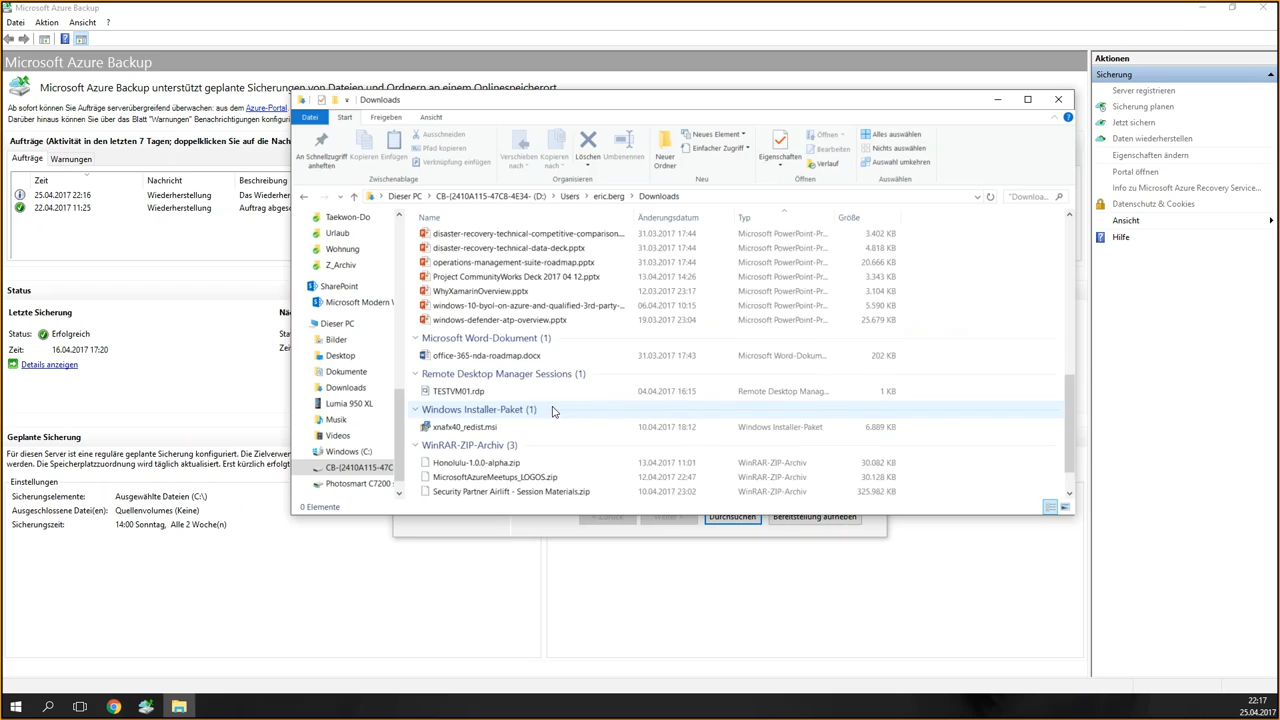 Microsoft Azure Backup
Datei Aktion Ansicht ?
Microsoft Azure Backup
Microsoft Azure Backup unterstützt geplante Sicherungen von Dateien und Ordnern an einem Onlinespeicherort.
Ab sofort können Sie Aufträge serverübergreifend überwachen: aus dem Azure-Portal
Darüber hinaus können Sie über das Blatt "Warnungen" Benachrichtigungen konfigurie
Aufträge (Aktivität in den letzten 7 Tagen; doppelklicken Sie auf die Nach
Aufträge Warnungen
Zeit Nachricht Beschreibung
25.04.2017 22:16 Wiederherstellung Das Wiederher
22.04.2017 11:25 Wiederherstellung Auftrag abgesc
Status
Letzte Sicherung
Status: Erfolgreich
Zeit: 16.04.2017 17:20
Details anzeigen
Geplante Sicherung
Für diesen Server ist eine reguläre geplante Sicherung konfiguriert. Die Zielverwen
Die Speicherplatzzuordnung wird täglich aktualisiert. Erst kürzlich erfolg
Einstellungen
Sicherungselemente: Ausgewählte Dateien (C:\)
Ausgeschlossene Datei(en): Quellenvolumes (Keine)
Sicherungszeit: 14:00 Sonntag, Alle 2 Woche(n)
Downloads
Datei Start Freigeben Ansicht
An Schnellzugriff anheften
Kopieren Einfügen
Ausschneiden
Pfad kopieren
Verknüpfung einfügen
Zwischenablage
Verschieben nach Kopieren nach Löschen Umbenennen
Organisieren
Neuer Ordner
Neues Element
Einfacher Zugriff
Neu
Eigenschaften
Öffnen
Bearbeiten
Verlauf
Öffnen
Alles auswählen
Nichts auswählen
Auswahl umkehren
Dieser PC > CB-(2410A115-47C8-4E34- (D:) > Users > eric.berg > Downloads
"Downloa...
Taekwon-Do
Urlaub
Wohnung
Z_Archiv
SharePoint
Microsoft Modern
Dieser PC
Bilder
Desktop
Dokumente
Downloads
Lumia 950 XL
Musik
Videos
Windows (C:)
CB-(2410A115-47C
Photosmart C7200
Name Änderungsdatum Typ Größe
disaster-recovery-technical-competitive-comparison... 31.03.2017 17:44 Microsoft PowerPoint-Pr... 3.402 KB
disaster-recovery-technical-data-deck.pptx 31.03.2017 17:44 Microsoft PowerPoint-Pr... 4.818 KB
operations-management-suite-roadmap.pptx 31.03.2017 17:44 Microsoft PowerPoint-Pr... 20.666 KB
Project CommunityWorks Deck 2017 04 12.pptx 13.04.2017 14:26 Microsoft PowerPoint-Pr... 3.343 KB
WhyXamarinOverview.pptx 12.03.2017 23:17 Microsoft PowerPoint-Pr... 3.104 KB
windows-10-byol-on-azure-and-qualified-3rd-party-... 06.04.2017 10:15 Microsoft PowerPoint-Pr... 5.590 KB
windows-defender-atp-overview.pptx 19.03.2017 23:04 Microsoft PowerPoint-Pr... 25.679 KB
Microsoft Word-Dokument (1)
office-365-nda-roadmap.docx 31.03.2017 17:43 Microsoft Word-Dokum... 202 KB
Remote Desktop Manager Sessions (1)
TESTVM01.rdp 04.04.2017 16:15 Remote Desktop Manag... 1 KB
Windows Installer-Paket (1)
xnafx40_redist.msi 10.04.2017 18:12 Windows Installer-Paket 6.889 KB
WinRAR-ZIP-Archiv (3)
Honolulu-1.0.0-alpha.zip 13.04.2017 11:01 WinRAR-ZIP-Archiv 30.082 KB
MicrosoftAzureMeetups_LOGOS.zip 12.04.2017 22:47 WinRAR-ZIP-Archiv 30.128 KB
Security Partner Airlift - Session Materials.zip 10.04.2017 23:02 WinRAR-ZIP-Archiv 325.982 KB
0 Elemente
Durchsuchen Bereitstellung aufheben
Aktionen
Sicherung
Server registrieren
Sicherung planen
Jetzt sichern
Daten wiederherstellen
Eigenschaften ändern
Portal öffnen
Info zu Microsoft Azure Recovery Service...
Datenschutz & Cookies
Ansicht
Hilfe
22:17
25.04.2017